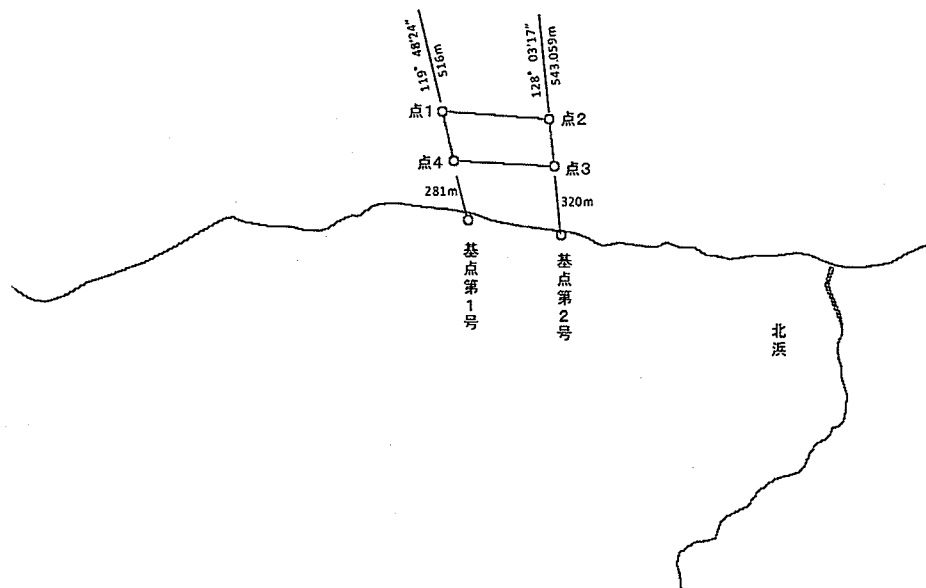 119° 48′24″
516m
128° 03′17″
543.059m
点1
点2
点4
点3
281m
320m
基点第1号
基点第2号
北浜